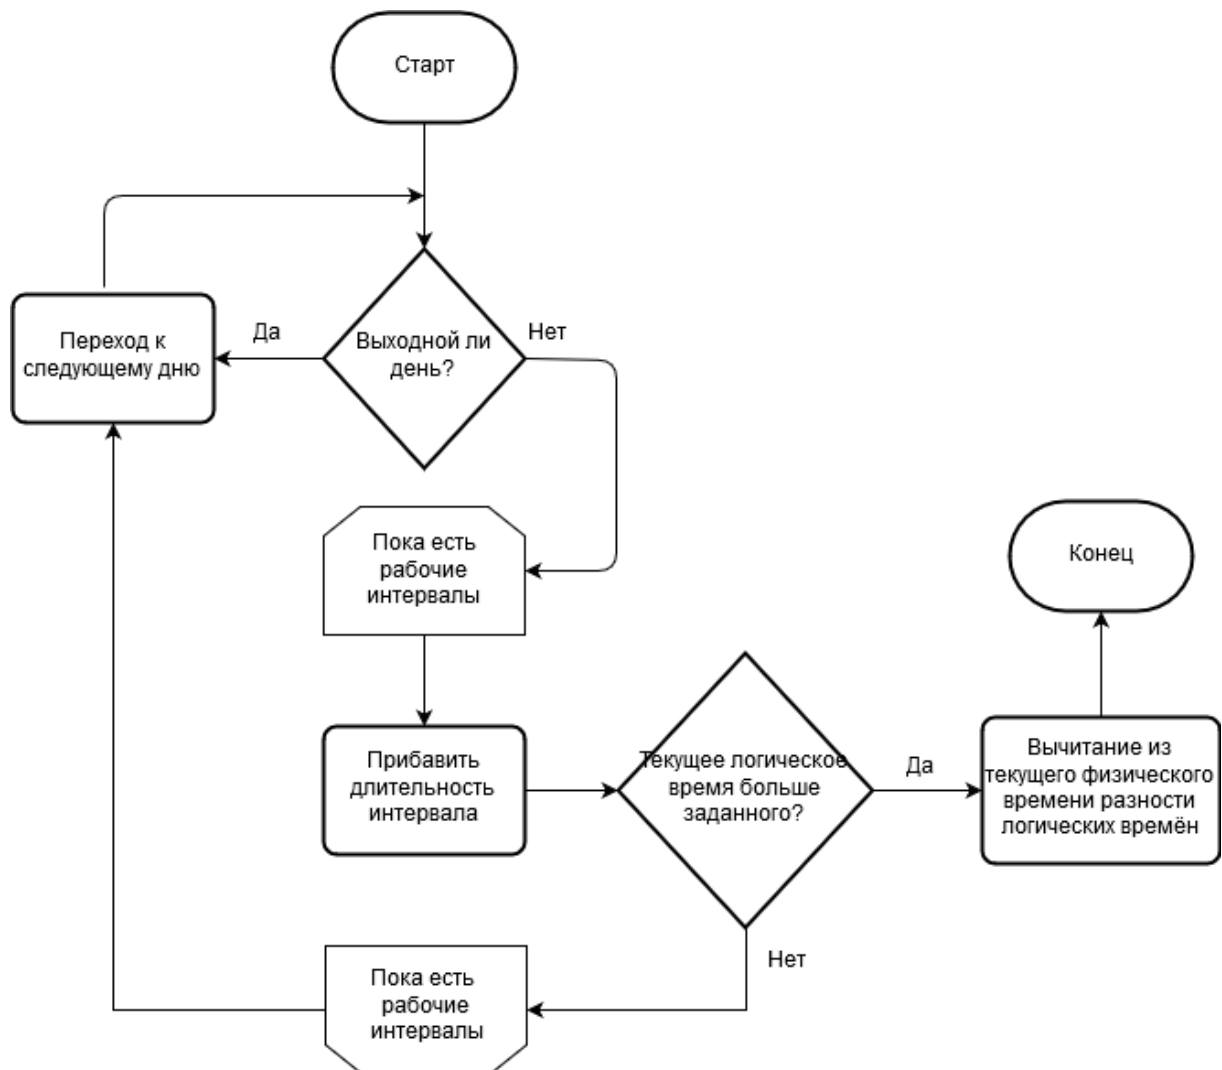 Старт
Да
Выходной ли
день?
Нет
Переход к
следующему дню
Пока есть
рабочие
интервалы
Конец
Прибавить
длительность
интервала
Текущее логическое
время больше
заданного?
Да
Вычитание из
текущего физического
времени разности
логических времён
Нет
Пока есть
рабочие
интервалы